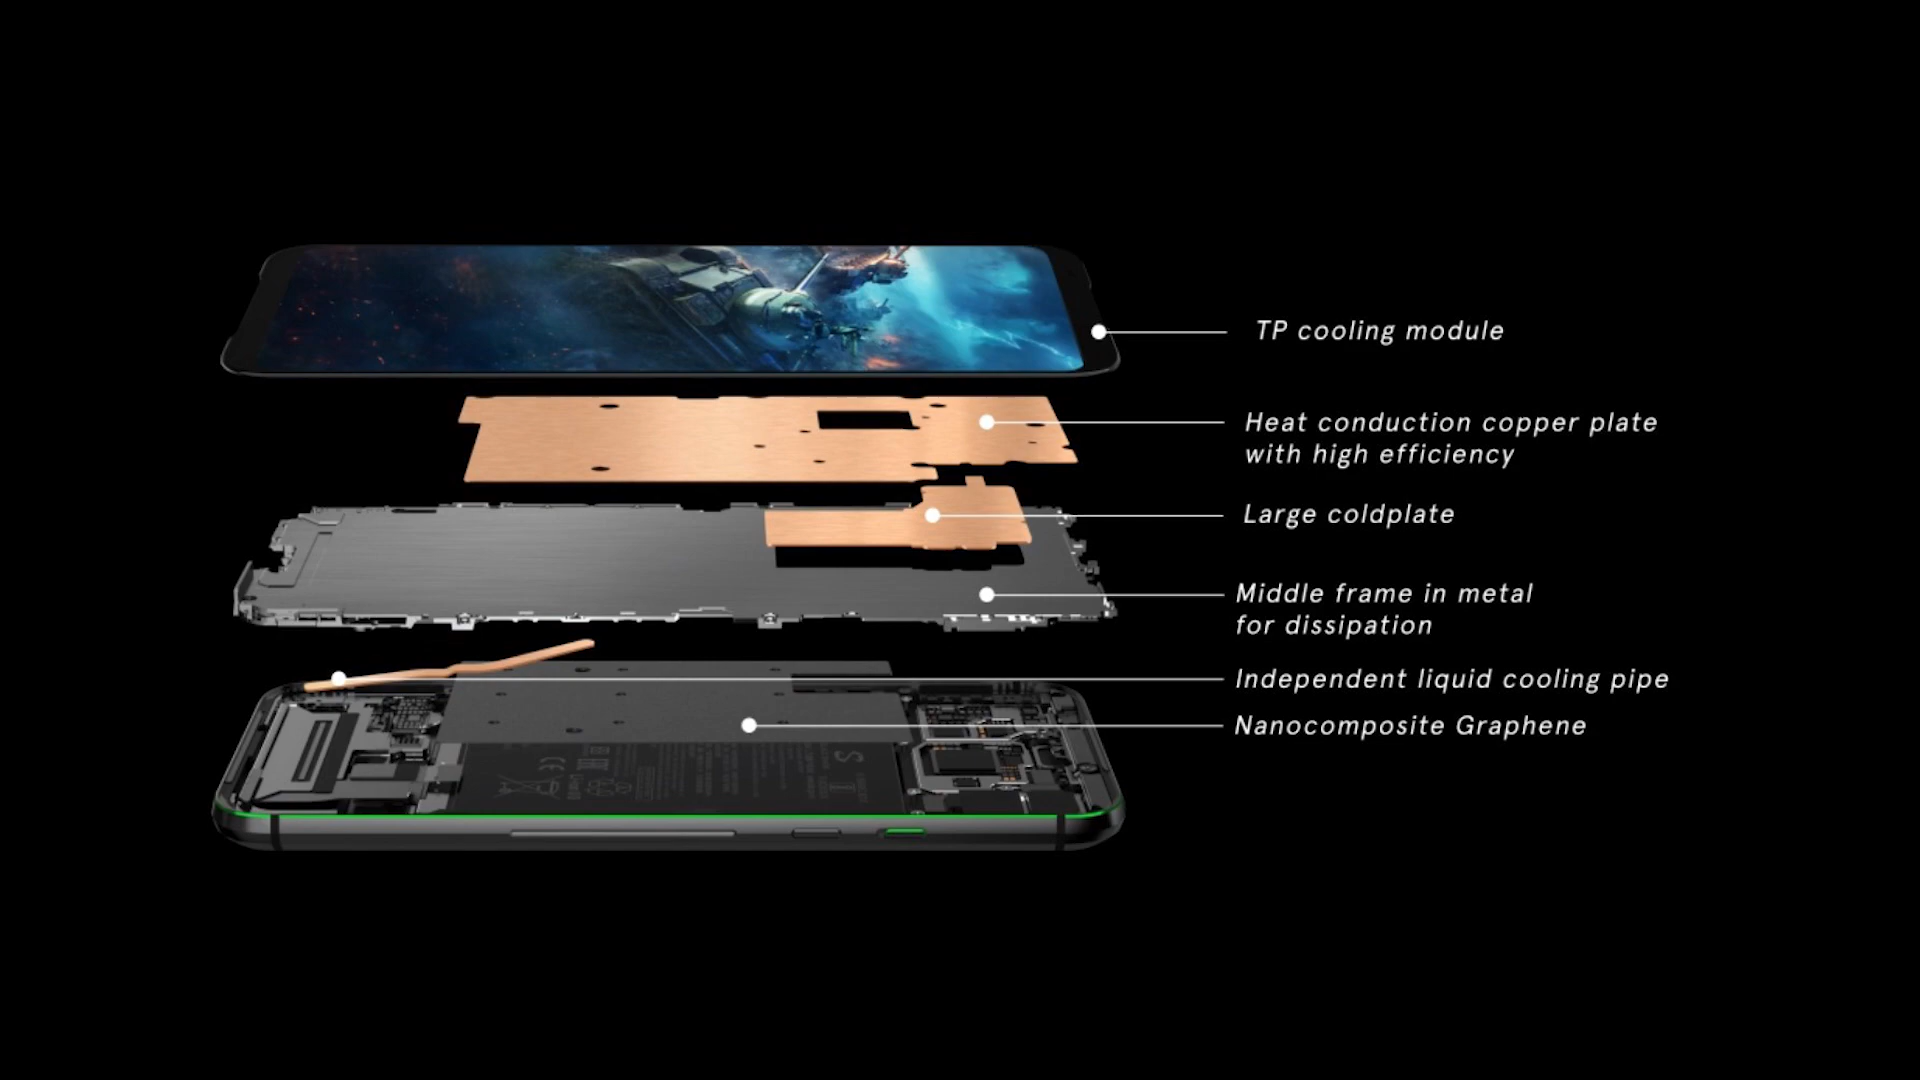 TP cooling module
Heat conduction copper plate
with high efficiency
Large coldplate
Middle frame in metal
for dissipation
Independent liquid cooling pipe
Nanocomposite Graphene